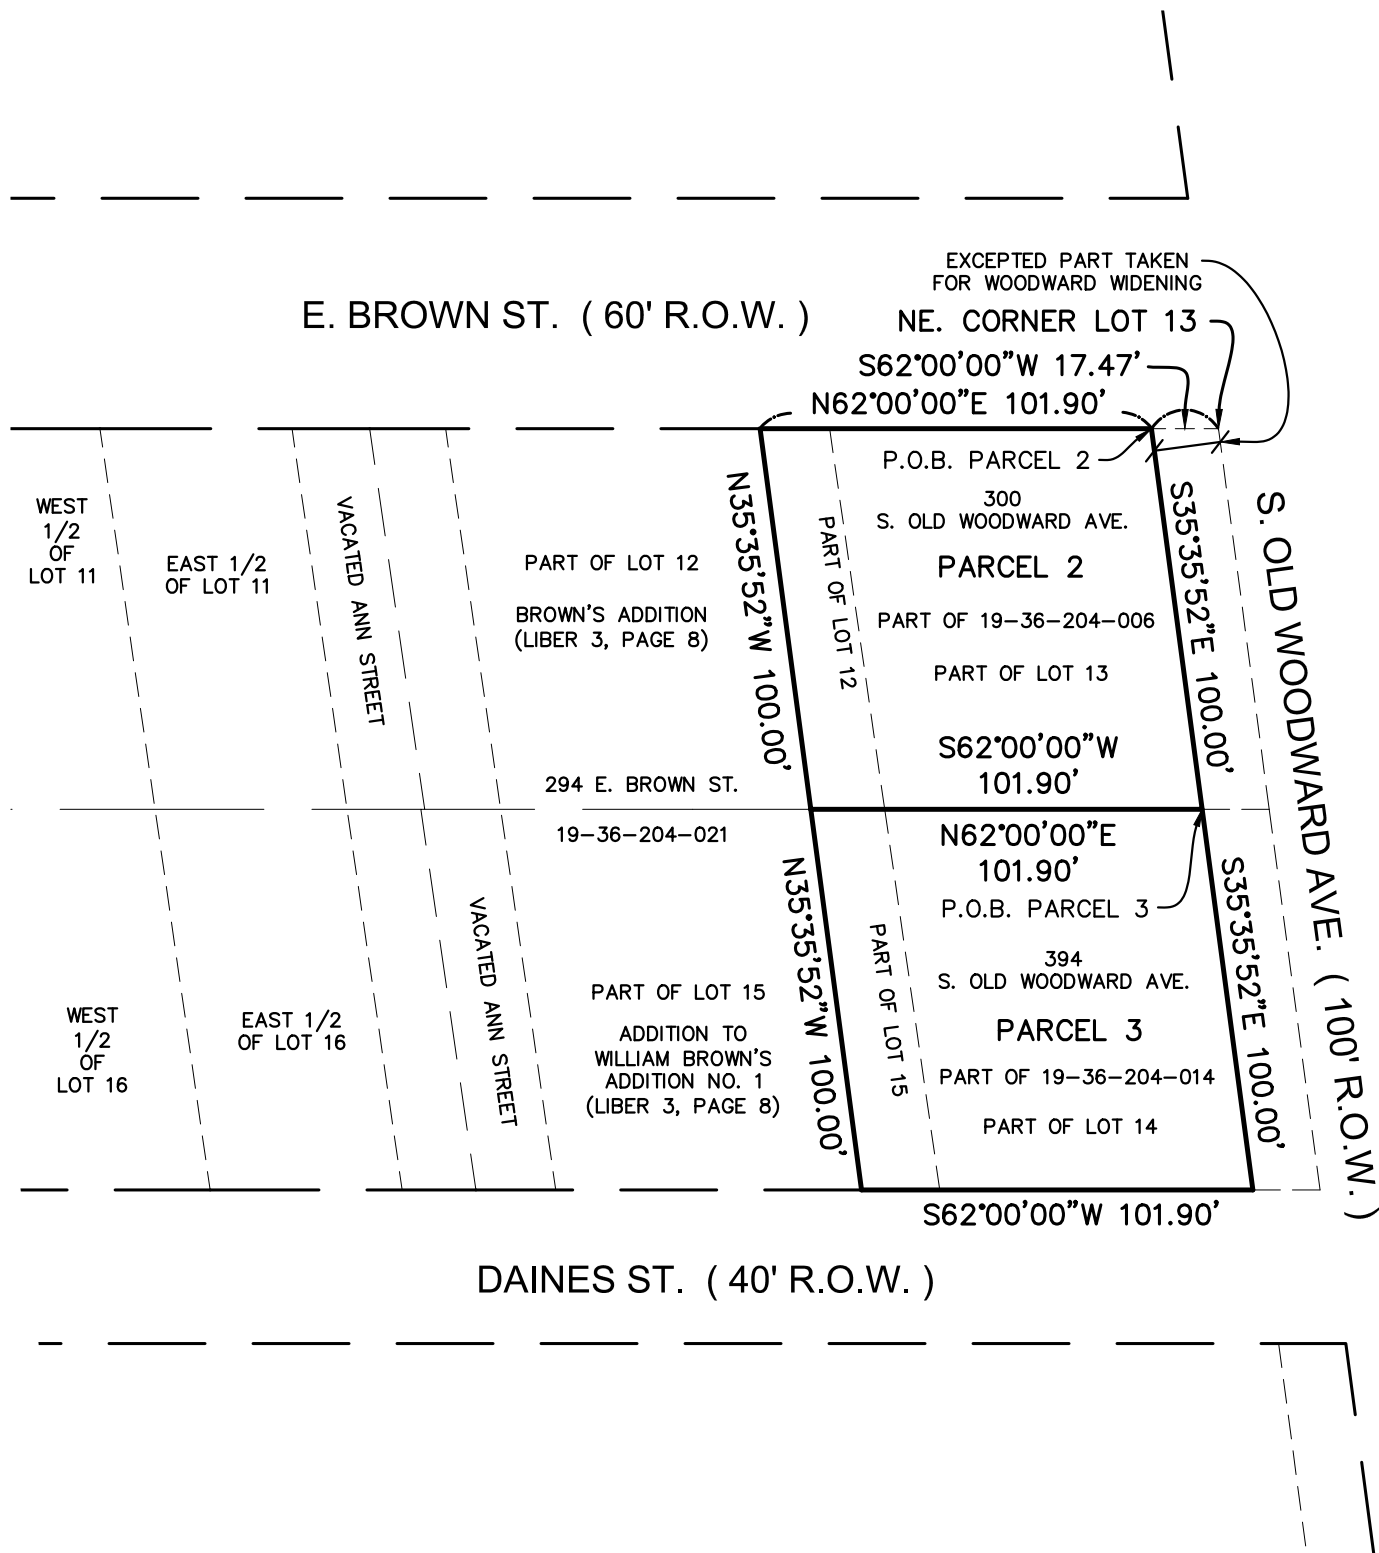 EXCEPTED PART TAKEN
FOR WOODWARD WIDENING
E. BROWN ST. ( 60' R.O.W. )
NE. CORNER LOT 13
S62°00'00"W 17.47'
N62°00'00"E 101.90'
P.O.B. PARCEL 2
300
S. OLD WOODWARD AVE.
PARCEL 2
PART OF 19-36-204-006
PART OF LOT 13
S62°00'00"W
101.90'
N35°35'52"W 100.00'
PART OF LOT 12
S35°35'52"E 100.00'
S. OLD WOODWARD AVE. ( 100' R.O.W. )
WEST
1/2
OF
LOT 11
EAST 1/2
OF LOT 11
VACATED ANN STREET
PART OF LOT 12
BROWN'S ADDITION
(LIBER 3, PAGE 8)
294 E. BROWN ST.
19-36-204-021
N62°00'00"E
101.90'
P.O.B. PARCEL 3
394
S. OLD WOODWARD AVE.
PARCEL 3
PART OF 19-36-204-014
PART OF LOT 14
N35°35'52"W 100.00'
PART OF LOT 15
S35°35'52"E 100.00'
WEST
1/2
OF
LOT 16
EAST 1/2
OF LOT 16
VACATED ANN STREET
PART OF LOT 15
ADDITION TO
WILLIAM BROWN'S
ADDITION NO. 1
(LIBER 3, PAGE 8)
S62°00'00"W 101.90'
DAINES ST. ( 40' R.O.W. )